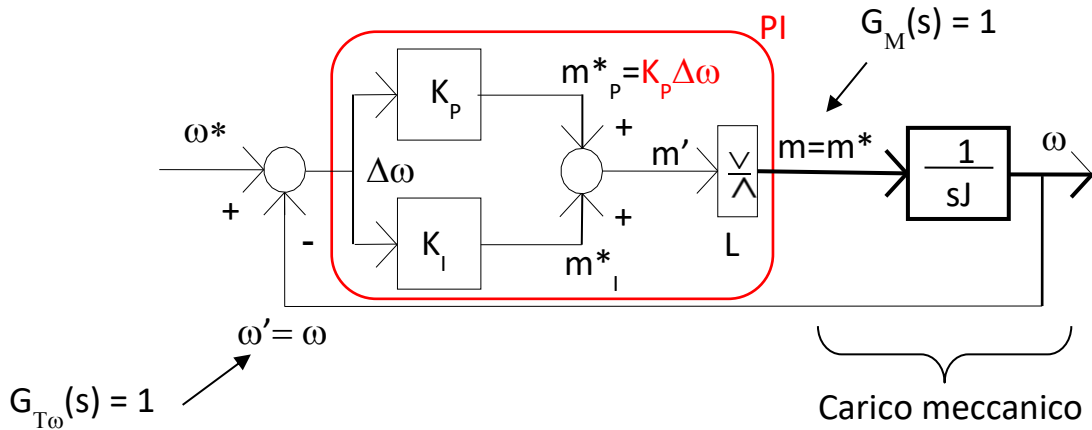 PI
G_M(s) = 1
K_P
m*_P=K_PΔω
ω*
+
-
Δω
+
m'
+
L
m=m*
1
sJ
ω
K_I
m*_I
ω'= ω
G_Tω(s) = 1
Carico meccanico